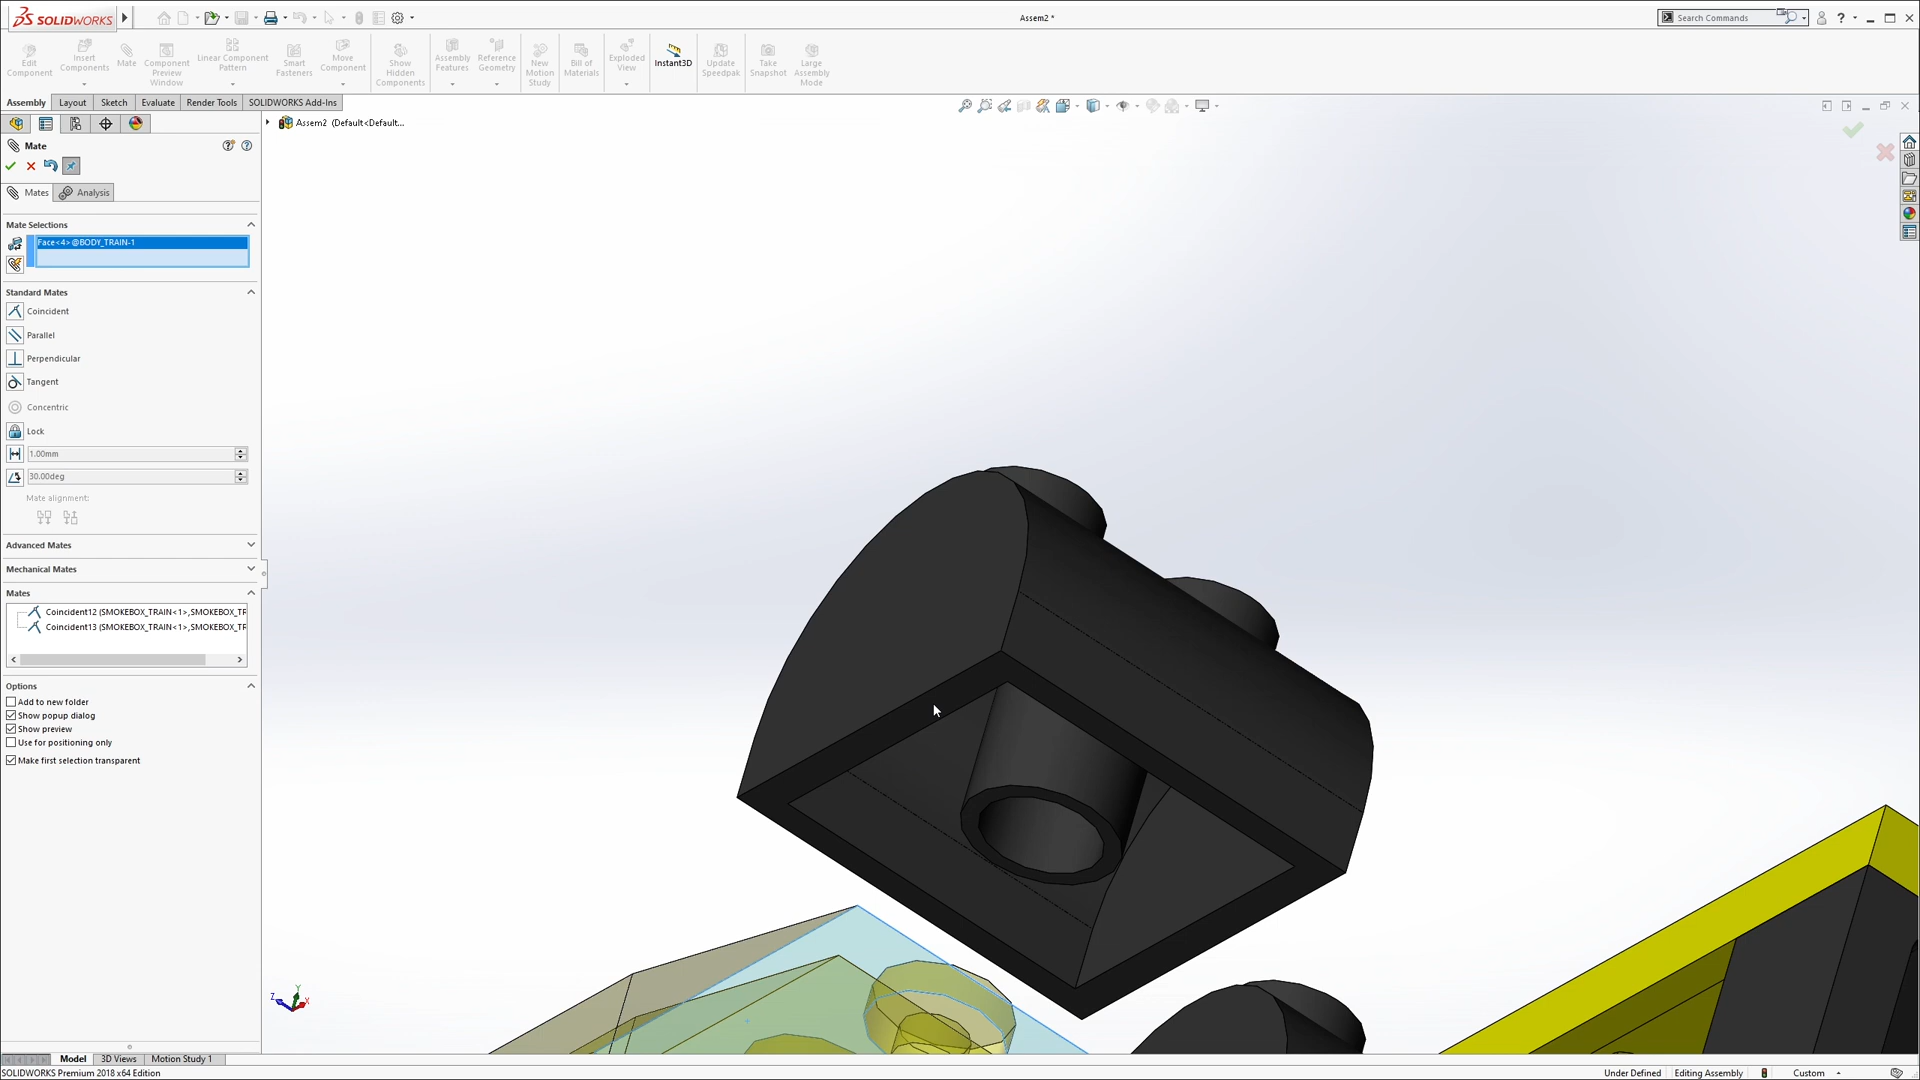 SOLIDWORKS
Assem2 *
Search Commands
Edit Component
Insert Components
Mate
Component Preview Window
Linear Component Pattern
Smart Fasteners
Move Component
Show Hidden Components
Assembly Features
Reference Geometry
New Motion Study
Bill of Materials
Exploded View
Instant3D
Update Speedpak
Take Snapshot
Large Assembly Mode
Assembly
Layout
Sketch
Evaluate
Render Tools
SOLIDWORKS Add-Ins
Assem2 (Default<Default...
Mate
Mates
Analysis
Mate Selections
Face<4>@BODY_TRAIN-1
Standard Mates
Coincident
Parallel
Perpendicular
Tangent
Concentric
Lock
1.00mm
30.00deg
Mate alignment:
Advanced Mates
Mechanical Mates
Mates
Coincident12 (SMOKEBOX_TRAIN<1>,SMOKEBOX_TR
Coincident13 (SMOKEBOX_TRAIN<1>,SMOKEBOX_TR
Options
Add to new folder
Show popup dialog
Show preview
Use for positioning only
Make first selection transparent
Z
Y
X
Model
3D Views
Motion Study 1
SOLIDWORKS Premium 2018 x64 Edition
Under Defined
Editing Assembly
Custom